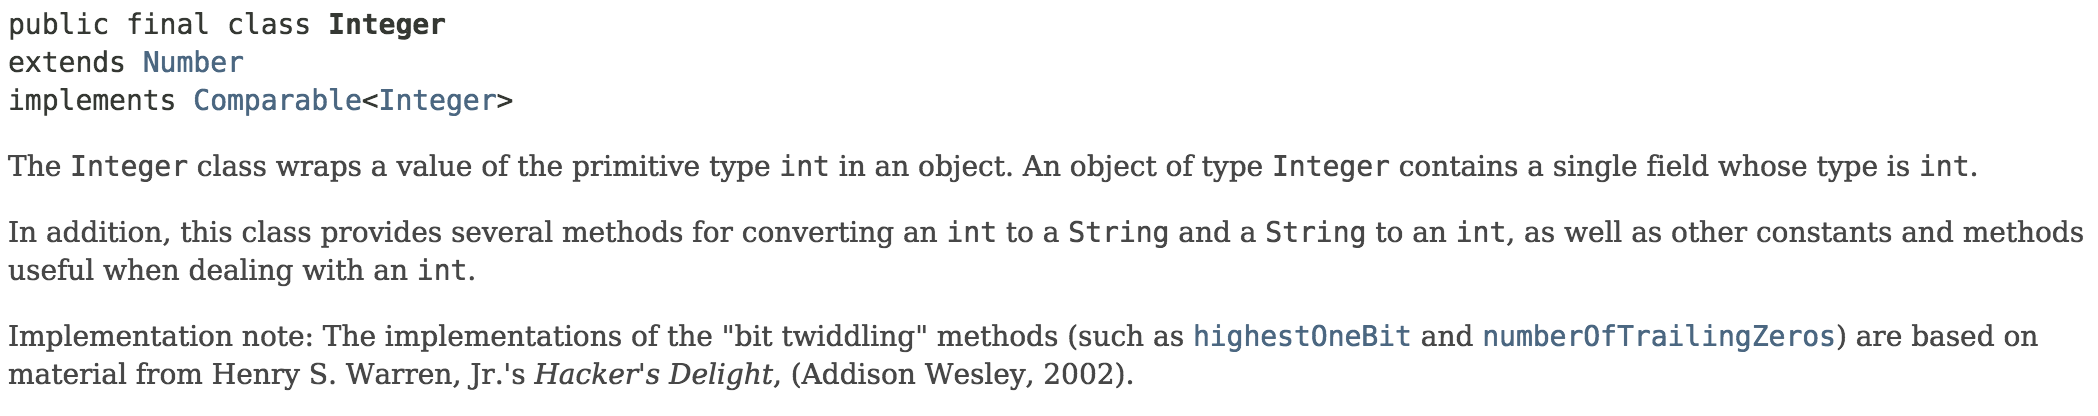 public final class Integer
extends Number
implements Comparable<Integer>
The Integer class wraps a value of the primitive type int in an object. An object of type Integer contains a single field whose type is int.
In addition, this class provides several methods for converting an int to a String and a String to an int, as well as other constants and methods
useful when dealing with an int.
Implementation note: The implementations of the "bit twiddling" methods (such as highestOneBit and numberOfTrailingZeros) are based on
material from Henry S. Warren, Jr.'s Hacker's Delight, (Addison Wesley, 2002).